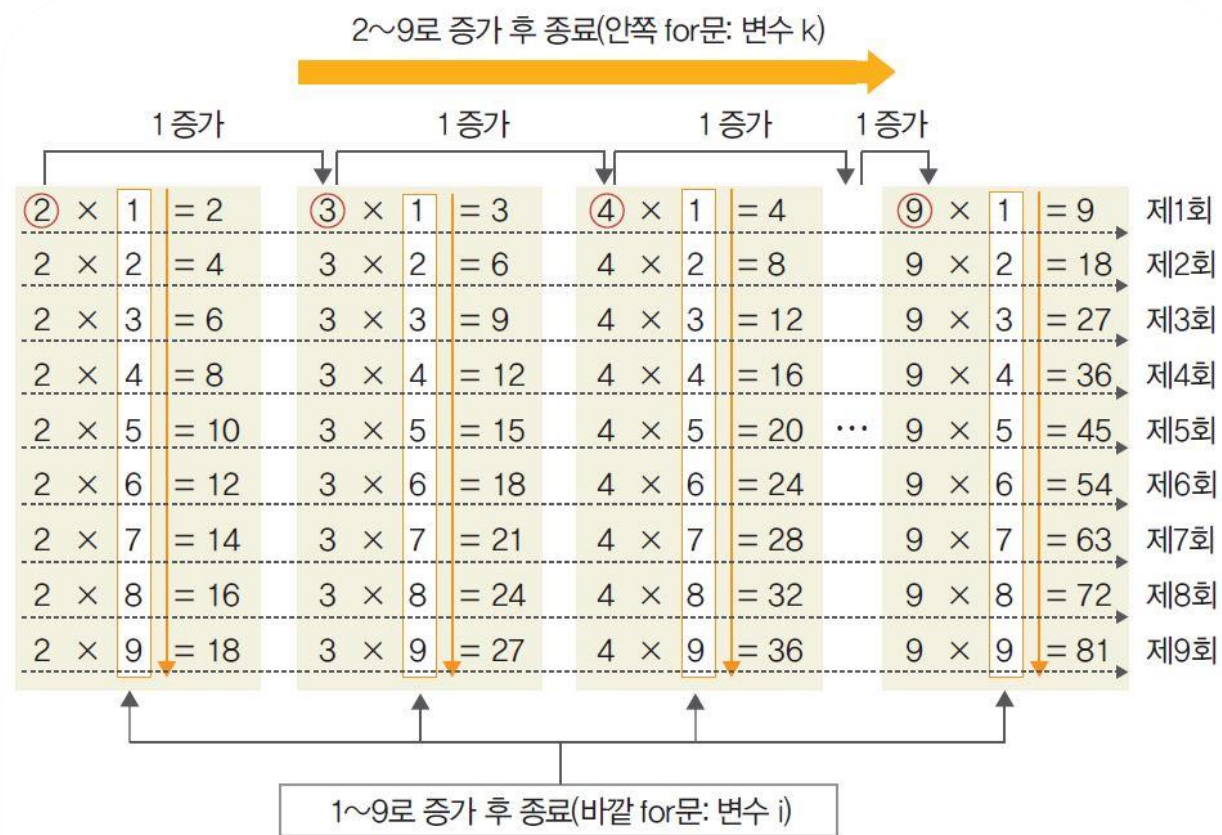 2~9로 증가 후 종료(안쪽 for문: 변수 k)
1 증가 1 증가 1 증가 1 증가
2 × 1 = 2 3 × 1 = 3 4 × 1 = 4 9 × 1 = 9 제1회
2 × 2 = 4 3 × 2 = 6 4 × 2 = 8 9 × 2 = 18 제2회
2 × 3 = 6 3 × 3 = 9 4 × 3 = 12 9 × 3 = 27 제3회
2 × 4 = 8 3 × 4 = 12 4 × 4 = 16 9 × 4 = 36 제4회
2 × 5 = 10 3 × 5 = 15 4 × 5 = 20 … 9 × 5 = 45 제5회
2 × 6 = 12 3 × 6 = 18 4 × 6 = 24 9 × 6 = 54 제6회
2 × 7 = 14 3 × 7 = 21 4 × 7 = 28 9 × 7 = 63 제7회
2 × 8 = 16 3 × 8 = 24 4 × 8 = 32 9 × 8 = 72 제8회
2 × 9 = 18 3 × 9 = 27 4 × 9 = 36 9 × 9 = 81 제9회
1~9로 증가 후 종료(바깥 for문: 변수 i)